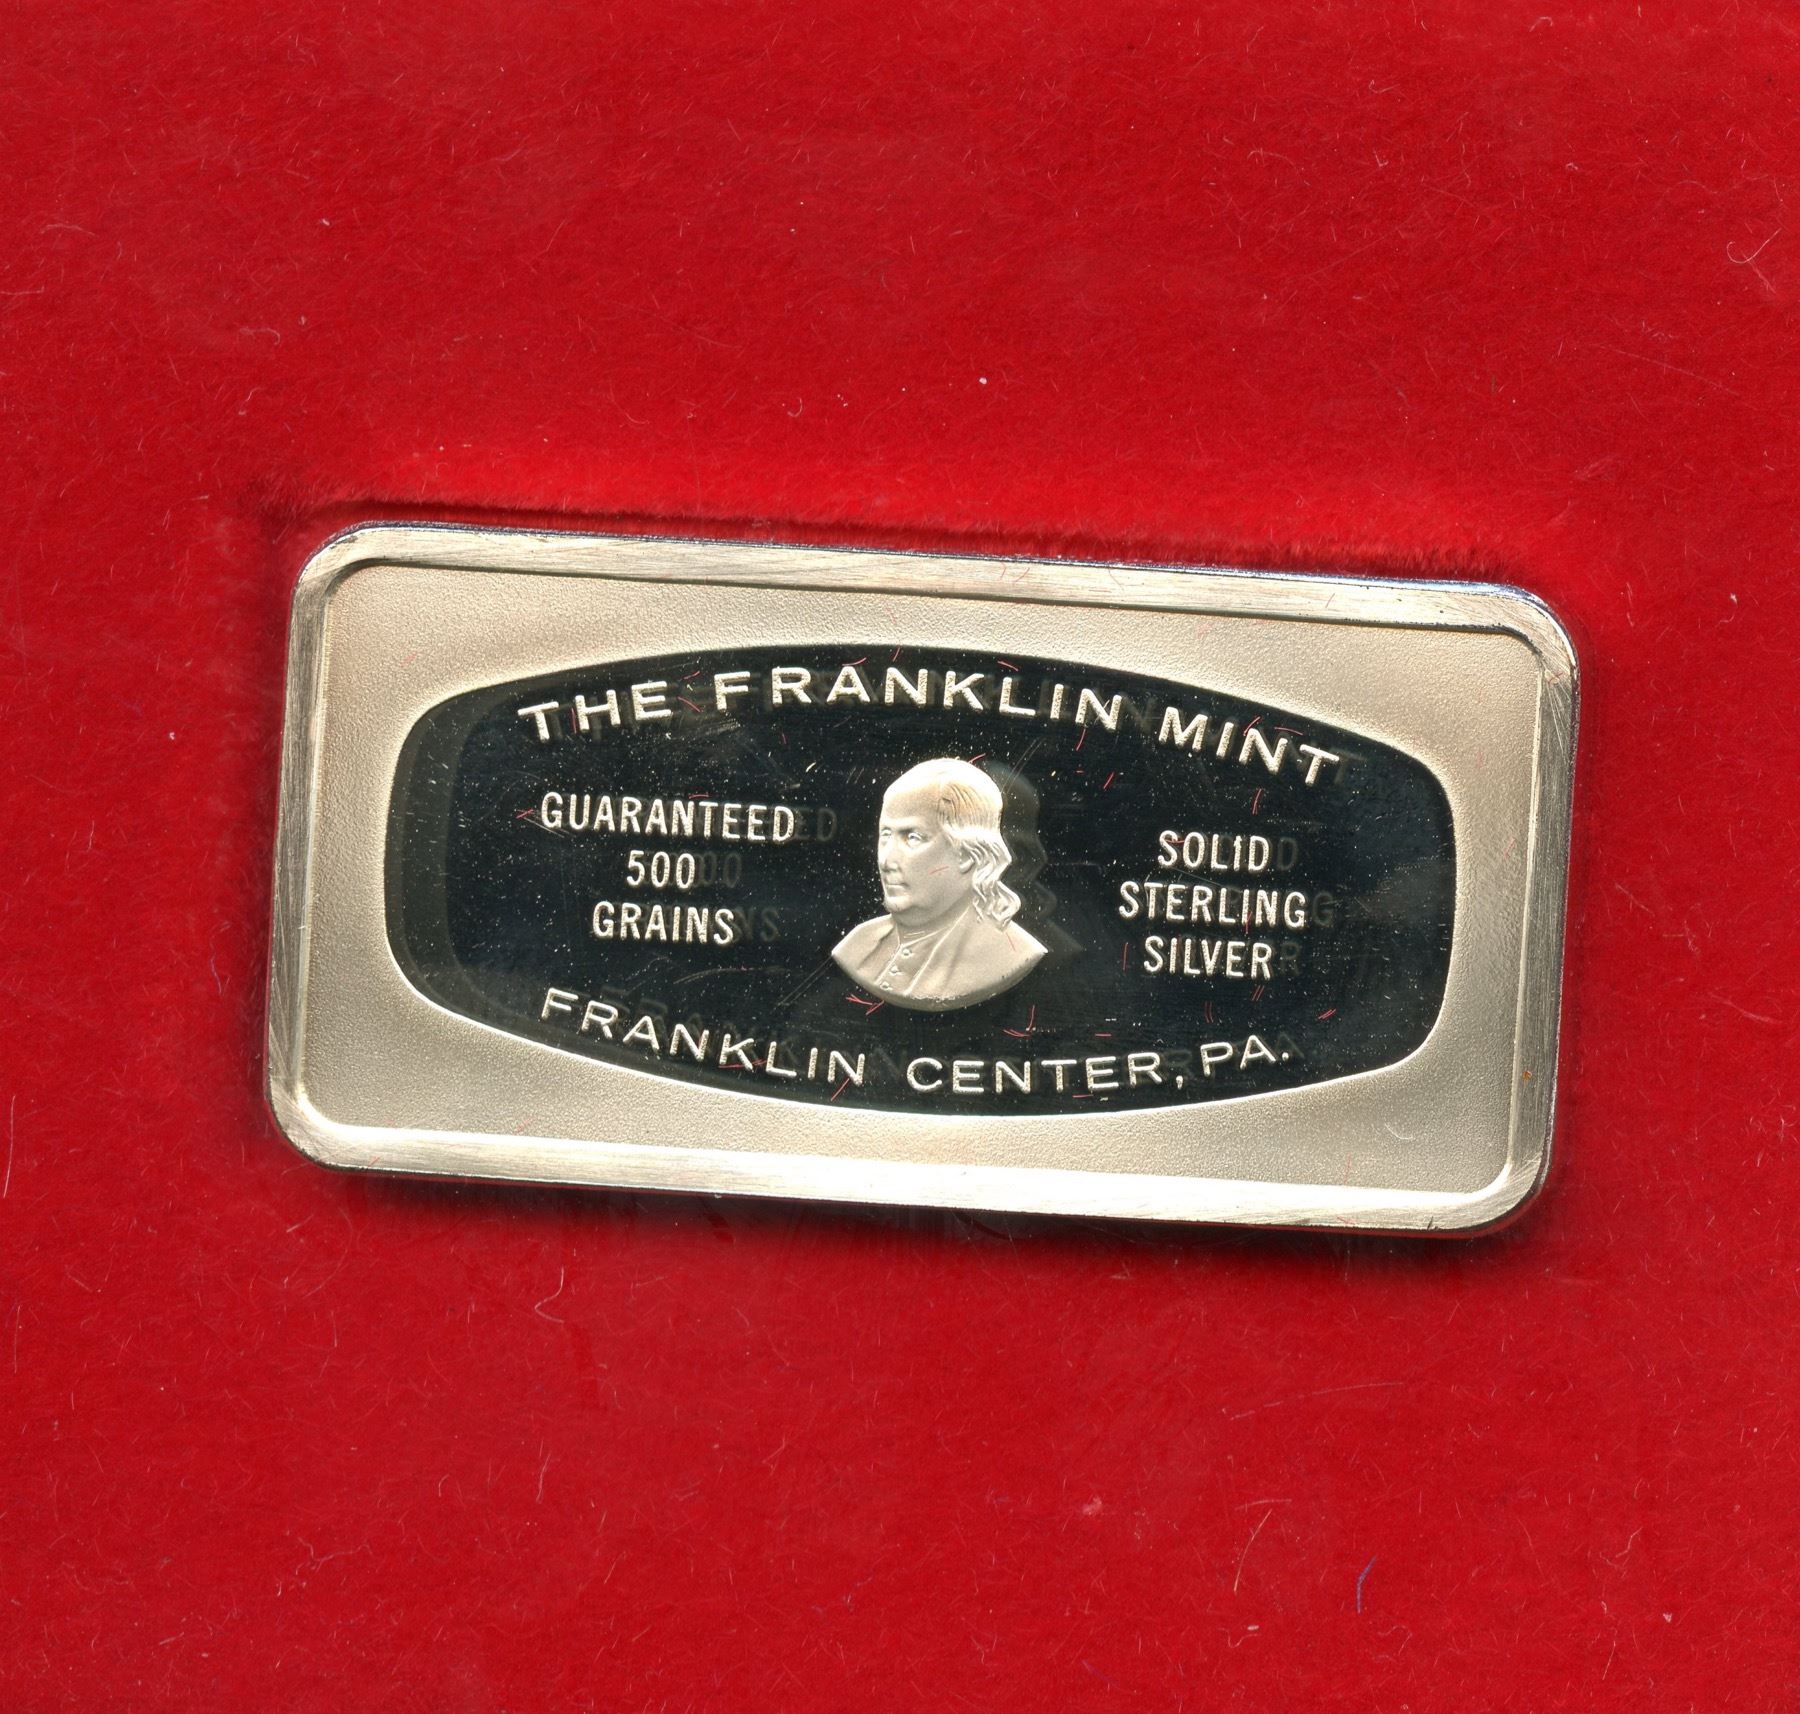 THE FRANKLIN MINT
GUARANTEED
500
GRAINS
SOLID
STERLING
SILVER
FRANKLIN CENTER, PA.